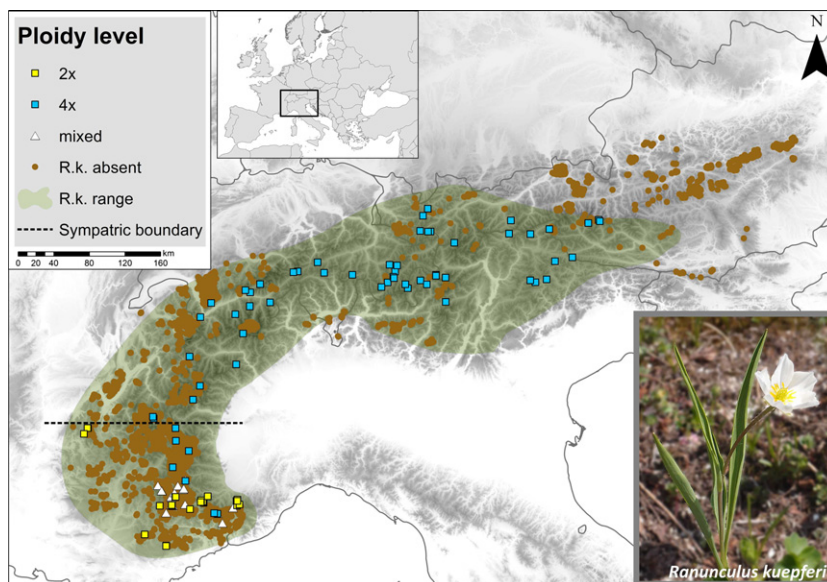 Ploidy level
2x
4x
mixed
R.k. absent
R.k. range
Sympatric boundary
km
0 20 40 80 120 160
N
Ranunculus kuepferi